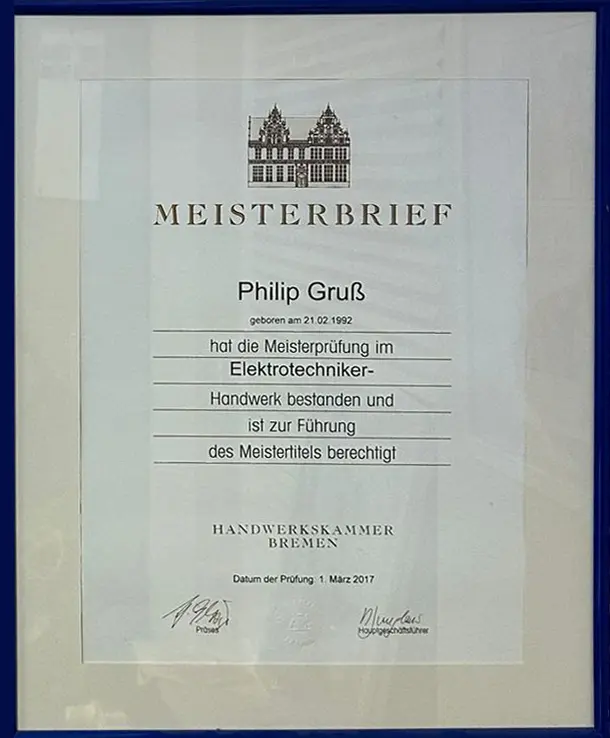 MEISTERBRIEF
Philip Gruß
geboren am 21.02.1992
hat die Meisterprüfung im
Elektrotechniker-
Handwerk bestanden und
ist zur Führung
des Meistertitels berechtigt
HANDWERKSKAMMER
BREMEN
Datum der Prüfung: 1. März 2017
Präses
Hauptgeschäftsführer